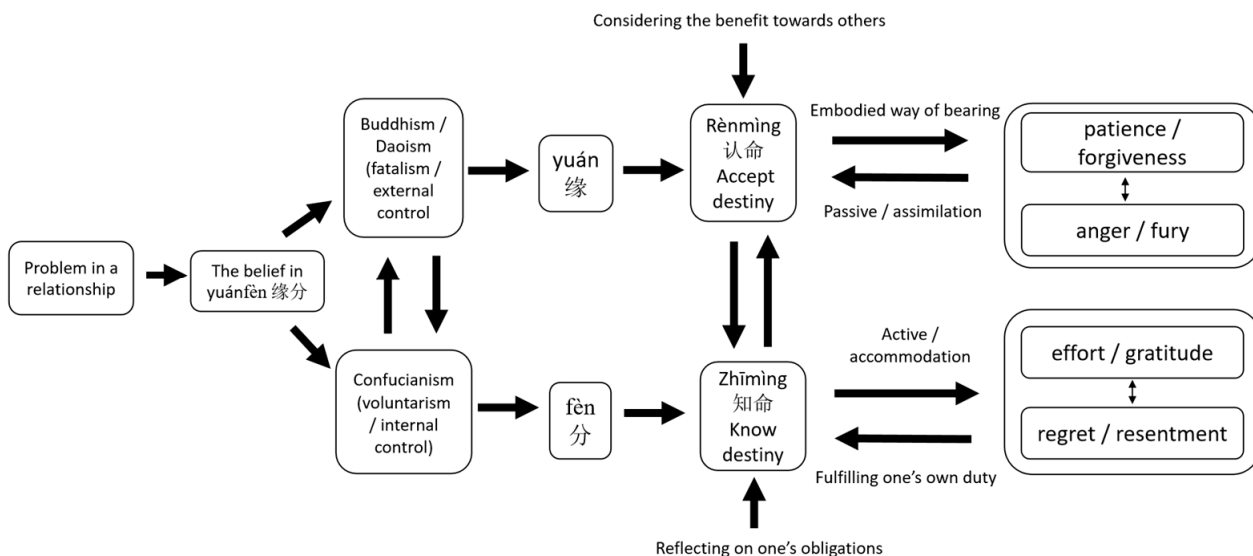 Considering the benefit towards others
Problem in a
relationship
The belief in
yuánfèn 缘分
Buddhism /
Daoism
(fatalism /
external
control
Confucianism
(voluntarism
/ internal
control)
yuán
缘
fèn
分
Rènmìng
认命
Accept
destiny
Zhīmìng
知命
Know
destiny
Embodied way of bearing
Passive / assimilation
patience /
forgiveness
anger / fury
Active /
accommodation
Fulfilling one's own duty
effort / gratitude
regret / resentment
Reflecting on one's obligations